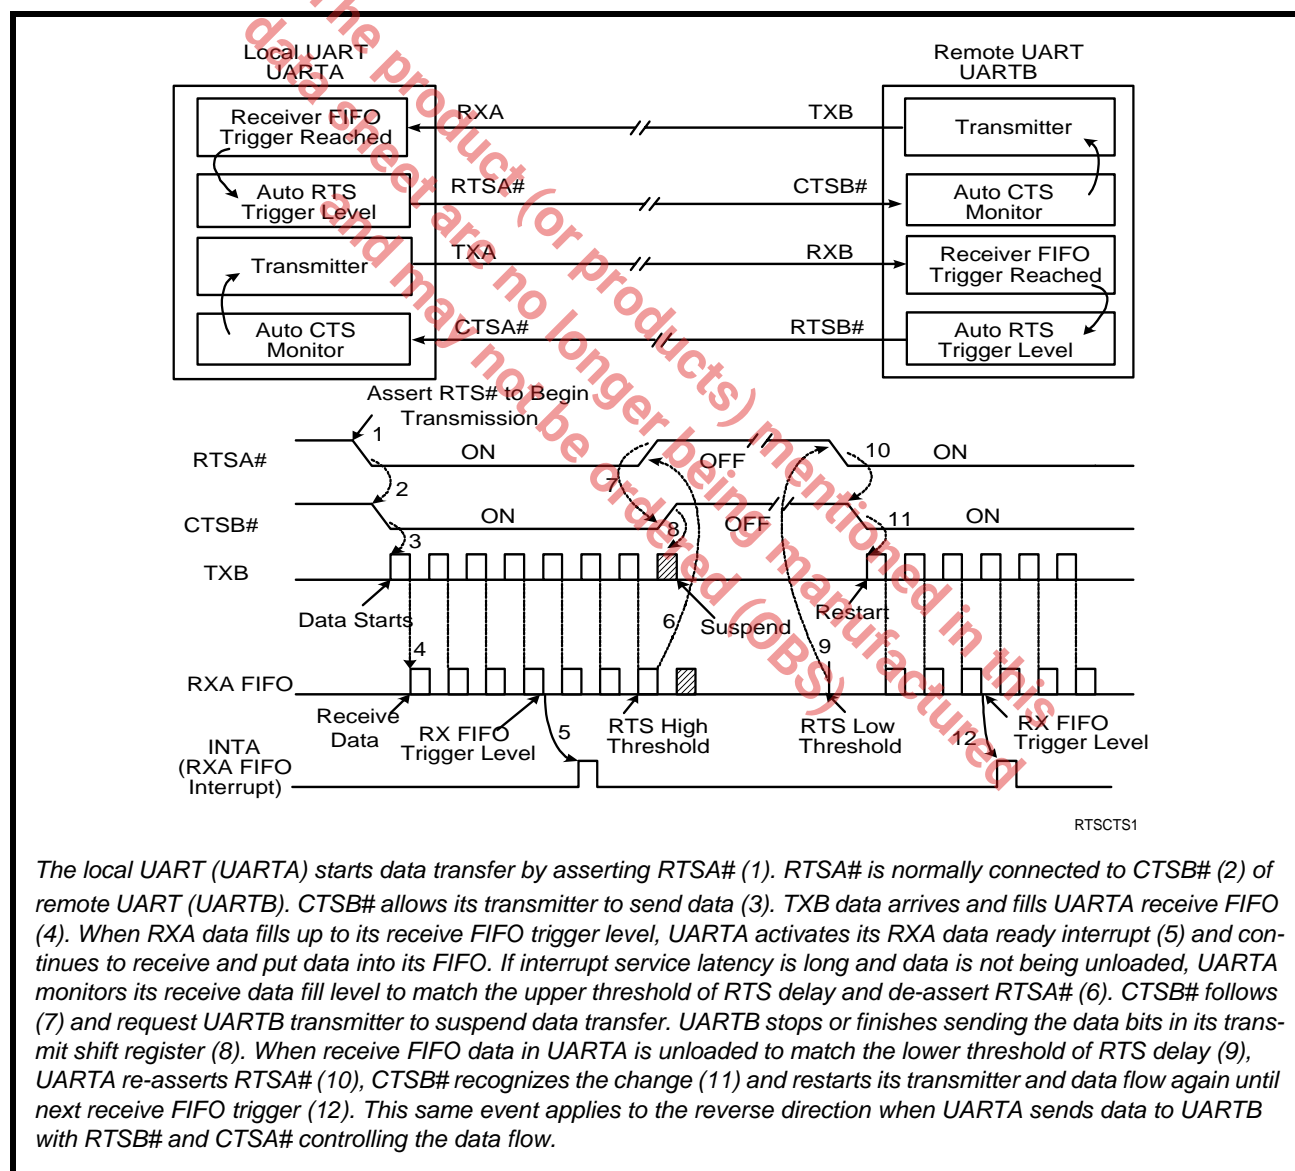 The product (or products) mentioned in this
data sheet are no longer being manufactured
and may not be ordered (OBS)
Local UART
UARTA
Remote UART
UARTB
Receiver FIFO
Trigger Reached
RXA
TXB
Transmitter
Auto RTS
Trigger Level
RTSA#
CTSB#
Auto CTS
Monitor
Transmitter
TXA
RXB
Receiver FIFO
Trigger Reached
Auto CTS
Monitor
CTSA#
RTSB#
Auto RTS
Trigger Level
Assert RTS# to Begin
Transmission
1
RTSA#
ON
OFF
10
ON
2
7
CTSB#
ON
8
OFF
11
ON
3
TXB
Data Starts
6
Suspend
Restart
4
9
RXA FIFO
Receive
Data
RX FIFO
Trigger Level
5
RTS High
Threshold
RTS Low
Threshold
12
RX FIFO
Trigger Level
INTA
(RXA FIFO
Interrupt)
RTSCTS1
The local UART (UARTA) starts data transfer by asserting RTSA# (1). RTSA# is normally connected to CTSB# (2) of
remote UART (UARTB). CTSB# allows its transmitter to send data (3). TXB data arrives and fills UARTA receive FIFO
(4). When RXA data fills up to its receive FIFO trigger level, UARTA activates its RXA data ready interrupt (5) and con-
tinues to receive and put data into its FIFO. If interrupt service latency is long and data is not being unloaded, UARTA
monitors its receive data fill level to match the upper threshold of RTS delay and de-assert RTSA# (6). CTSB# follows
(7) and request UARTB transmitter to suspend data transfer. UARTB stops or finishes sending the data bits in its trans-
mit shift register (8). When receive FIFO data in UARTA is unloaded to match the lower threshold of RTS delay (9),
UARTA re-asserts RTSA# (10), CTSB# recognizes the change (11) and restarts its transmitter and data flow again until
next receive FIFO trigger (12). This same event applies to the reverse direction when UARTA sends data to UARTB
with RTSB# and CTSA# controlling the data flow.